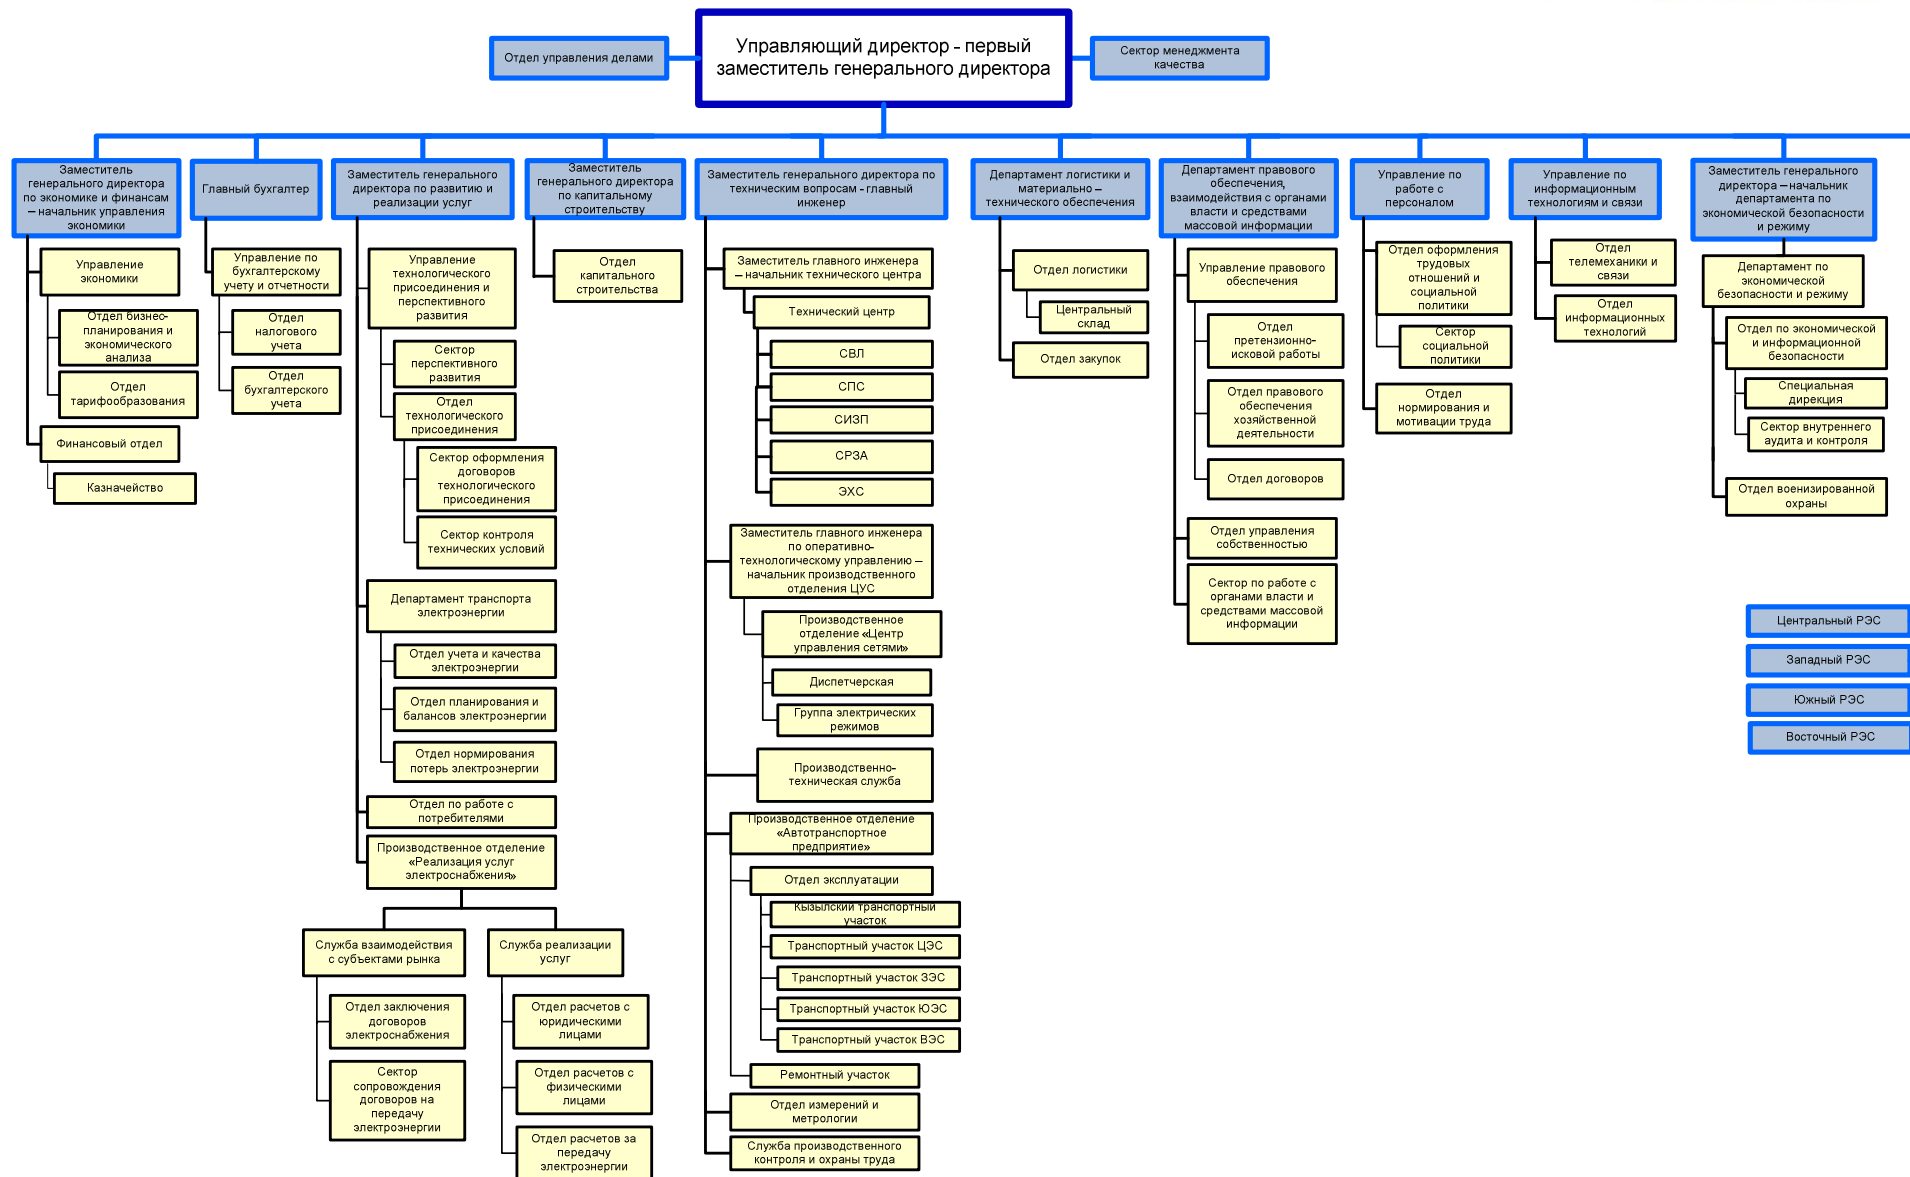 Отдел управления делами
Управляющий директор - первый
заместитель генерального директора
Сектор менеджмента
качества
Заместитель
генерального директора
по экономике и финансам
– начальник управления
экономики
Управление
экономики
Отдел бизнес-
планирования и
экономического
анализа
Отдел
тарифообразования
Финансовый отдел
Казначейство
Главный бухгалтер
Управление по
бухгалтерскому
учету и отчетности
Отдел
налогового
учета
Отдел
бухгалтерского
учета
Заместитель генерального
директора по развитию и
реализации услуг
Управление
технологического
присоединения и
перспективного
развития
Сектор
перспективного
развития
Отдел
технологического
присоединения
Сектор оформления
договоров
технологического
присоединения
Сектор контроля
технических условий
Департамент транспорта
электроэнергии
Отдел учета и качества
электроэнергии
Отдел планирования и
балансов электроэнергии
Отдел нормирования
потерь электроэнергии
Отдел по работе с
потребителями
Производственное отделение
«Реализация услуг
электроснабжения»
Служба взаимодействия
с субъектами рынка
Отдел заключения
договоров
электроснабжения
Сектор
сопровождения
договоров на
передачу
электроэнергии
Служба реализации
услуг
Отдел расчетов с
юридическими
лицами
Отдел расчетов с
физическими
лицами
Отдел расчетов за
передачу
электроэнергии
Заместитель
генерального директора
по капитальному
строительству
Отдел
капитального
строительства
Заместитель генерального директора по
техническим вопросам - главный
инженер
Заместитель главного инженера
– начальник технического центра
Технический центр
СВЛ
СПС
СИЗП
СРЗА
ЭХС
Заместитель главного инженера
по оперативно-
технологическому управлению –
начальник производственного
отделения ЦУС
Производственное
отделение «Центр
управления сетями»
Диспетчерская
Группа электрических
режимов
Производственно-
техническая служба
Производственное отделение
«Автотранспортное
предприятие»
Отдел эксплуатации
Кызылский транспортный
участок
Транспортный участок ЦЭС
Транспортный участок ЗЭС
Транспортный участок ЮЭС
Транспортный участок ВЭС
Ремонтный участок
Отдел измерений и
метрологии
Служба производственного
контроля и охраны труда
Департамент логистики и
материально –
технического обеспечения
Отдел логистики
Центральный
склад
Отдел закупок
Департамент правового
обеспечения,
взаимодействия с органами
власти и средствами
массовой информации
Управление правового
обеспечения
Отдел
претензионно-
исковой работы
Отдел правового
обеспечения
хозяйственной
деятельности
Отдел договоров
Отдел управления
собственностью
Сектор по работе с
органами власти и
средствами массовой
информации
Управление по
работе с
персоналом
Отдел оформления
трудовых
отношений и
социальной
политики
Сектор
социальной
политики
Отдел
нормирования и
мотивации труда
Управление по
информационным
технологиям и связи
Отдел
телемеханики и
связи
Отдел
информационных
технологий
Заместитель генерального
директора – начальник
департамента по
экономической безопасности
и режиму
Департамент по
экономической
безопасности и режиму
Отдел по экономической
и информационной
безопасности
Специальная
дирекция
Сектор внутреннего
аудита и контроля
Отдел военизированной
охраны
Центральный РЭС
Западный РЭС
Южный РЭС
Восточный РЭС